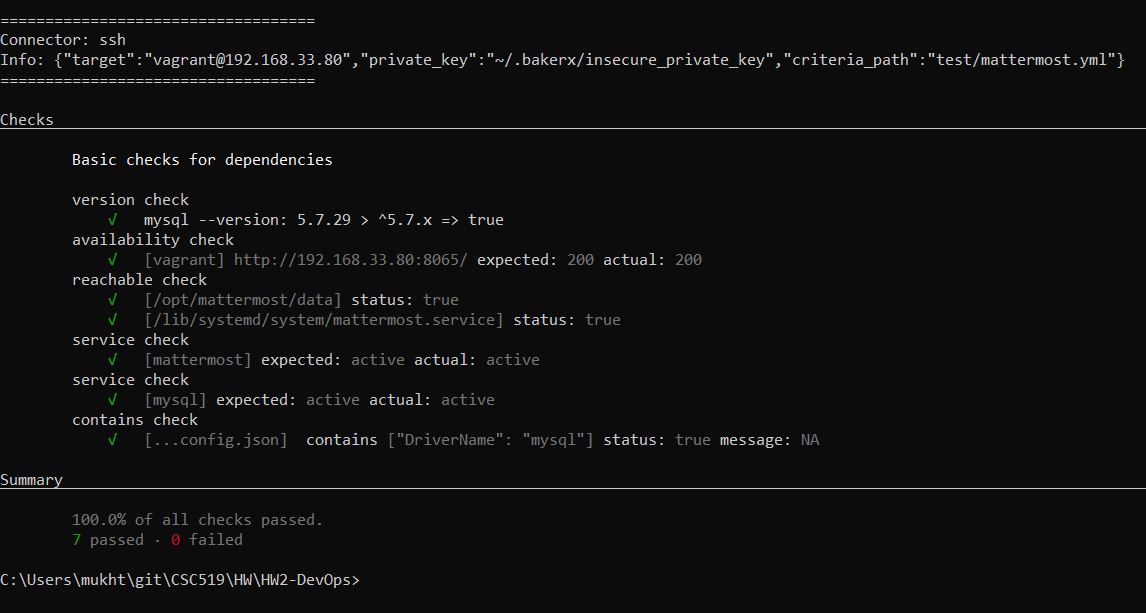 ===================================
Connector: ssh
Info: {"target":"vagrant@192.168.33.80","private_key":"~/.bakerx/insecure_private_key","criteria_path":"test/mattermost.yml"}
===================================
Checks
Basic checks for dependencies
version check
√ mysql --version: 5.7.29 > ^5.7.x => true
availability check
√ [vagrant] http://192.168.33.80:8065/ expected: 200 actual: 200
reachable check
√ [/opt/mattermost/data] status: true
√ [/lib/systemd/system/mattermost.service] status: true
service check
√ [mattermost] expected: active actual: active
service check
√ [mysql] expected: active actual: active
contains check
√ [...config.json]  contains ["DriverName": "mysql"] status: true message: NA
Summary
100.0% of all checks passed.
7 passed · 0 failed
C:\Users\mukht\git\CSC519\HW\HW2-DevOps>